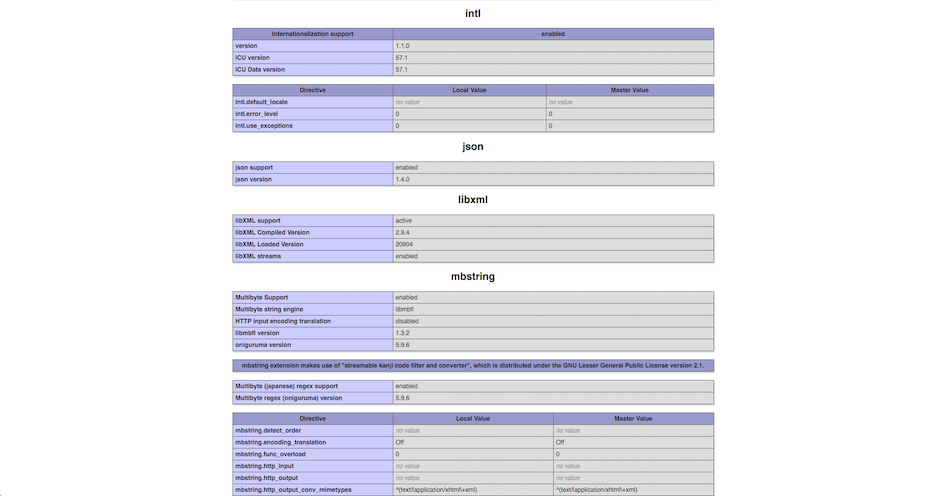 intl
Internationalization support enabled
version 1.1.0
ICU version 57.1
ICU Data version 57.1
Directive Local Value Master Value
intl.default_locale no value no value
intl.error_level 0 0
intl.use_exceptions 0 0
json
json support enabled
json version 1.4.0
libxml
libXML support active
libXML Compiled Version 2.9.4
libXML Loaded Version 20904
libXML streams enabled
mbstring
Multibyte Support enabled
Multibyte string engine libmbfl
HTTP input encoding translation disabled
libmbfl version 1.3.2
oniguruma version 5.9.6
mbstring extension makes use of "streamable kanji code filter and converter", which is distributed under the GNU Lesser General Public License version 2.1.
Multibyte (japanese) regex support enabled
Multibyte regex (oniguruma) version 5.9.6
Directive Local Value Master Value
mbstring.detect_order no value no value
mbstring.encoding_translation Off Off
mbstring.func_overload 0 0
mbstring.http_input no value no value
mbstring.http_output no value no value
mbstring.http_output_conv_mimetypes ^(text/|application/xhtml\+xml) ^(text/|application/xhtml\+xml)